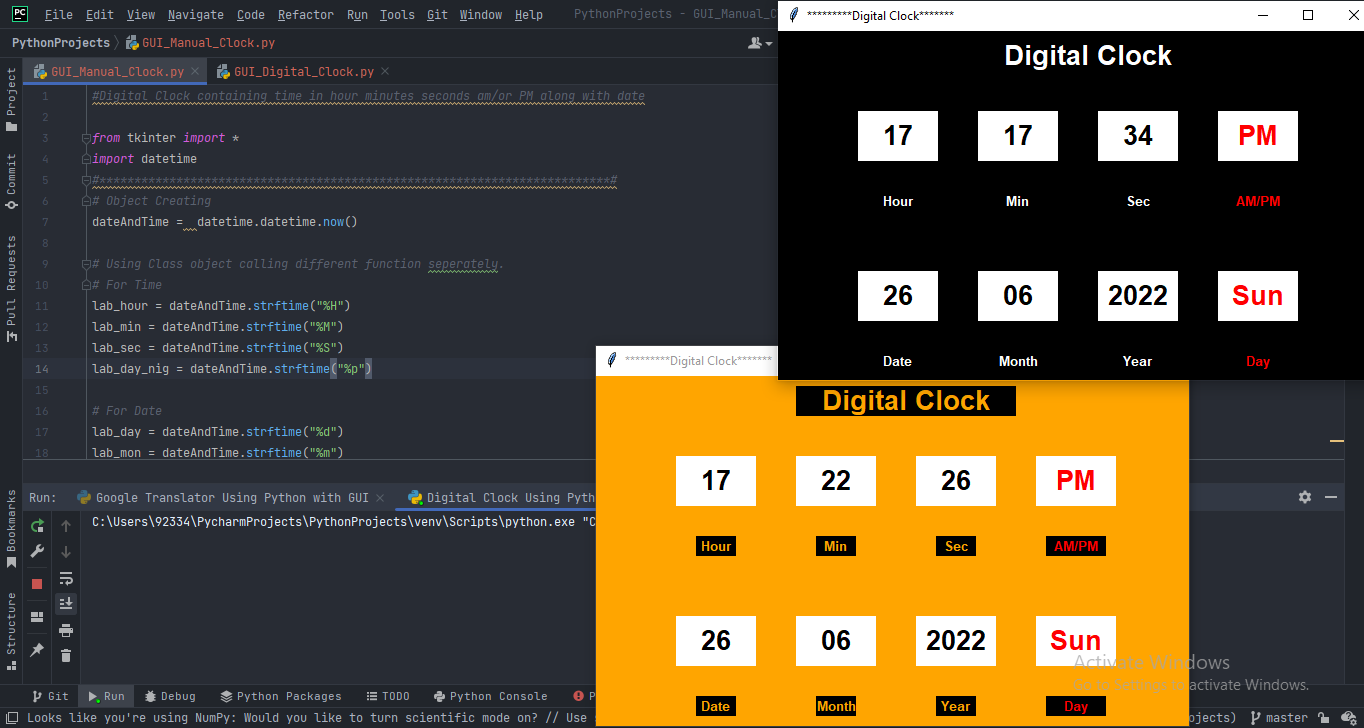 PC File Edit View Navigate Code Refactor Run Tools Git Window Help PythonProjects - GUI_Manual_C
PythonProjects GUI_Manual_Clock.py
GUI_Manual_Clock.py GUI_Digital_Clock.py
Project
Commit
Pull Requests
Bookmarks
Structure
1 #Digital Clock containing time in hour minutes seconds am/or PM along with date
2
3 from tkinter import *
4 import datetime
5
6 # Object Creating
7 dateAndTime = datetime.datetime.now()
8
9 # Using Class object calling different function seperately.
10 # For Time
11 lab_hour = dateAndTime.strftime("%H")
12 lab_min = dateAndTime.strftime("%M")
13 lab_sec = dateAndTime.strftime("%S")
14 lab_day_nig = dateAndTime.strftime("%p")
15
16 # For Date
17 lab_day = dateAndTime.strftime("%d")
18 lab_mon = dateAndTime.strftime("%m")
Run: Google Translator Using Python with GUI Digital Clock Using Pyth
C:\Users\92334\PycharmProjects\PythonProjects\venv\Scripts\python.exe "C
*********Digital Clock*******
Digital Clock
17 17 34 PM
Hour Min Sec AM/PM
26 06 2022 Sun
Date Month Year Day
*********Digital Clock*******
Digital Clock
17 22 26 PM
Hour Min Sec AM/PM
26 06 2022 Sun
Date Month Year Day
Activate Windows
Go to Settings to activate Windows.
Git Run Debug Python Packages TODO Python Console P
Looks like you're using NumPy: Would you like to turn scientific mode on? // Use ojects) master